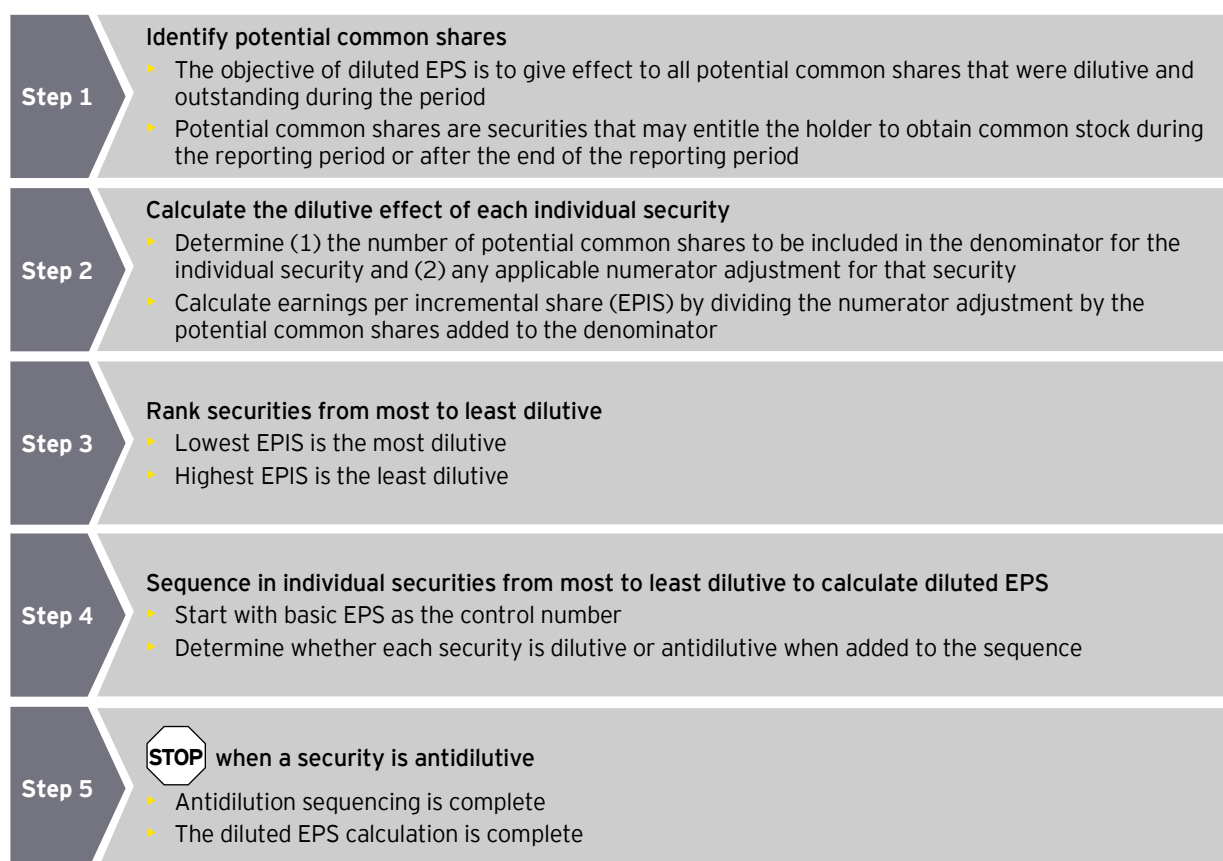 Step 1
Identify potential common shares
The objective of diluted EPS is to give effect to all potential common shares that were dilutive and
outstanding during the period
Potential common shares are securities that may entitle the holder to obtain common stock during
the reporting period or after the end of the reporting period
Step 2
Calculate the dilutive effect of each individual security
Determine (1) the number of potential common shares to be included in the denominator for the
individual security and (2) any applicable numerator adjustment for that security
Calculate earnings per incremental share (EPIS) by dividing the numerator adjustment by the
potential common shares added to the denominator
Step 3
Rank securities from most to least dilutive
Lowest EPIS is the most dilutive
Highest EPIS is the least dilutive
Step 4
Sequence in individual securities from most to least dilutive to calculate diluted EPS
Start with basic EPS as the control number
Determine whether each security is dilutive or antidilutive when added to the sequence
Step 5
STOP when a security is antidilutive
Antidilution sequencing is complete
The diluted EPS calculation is complete